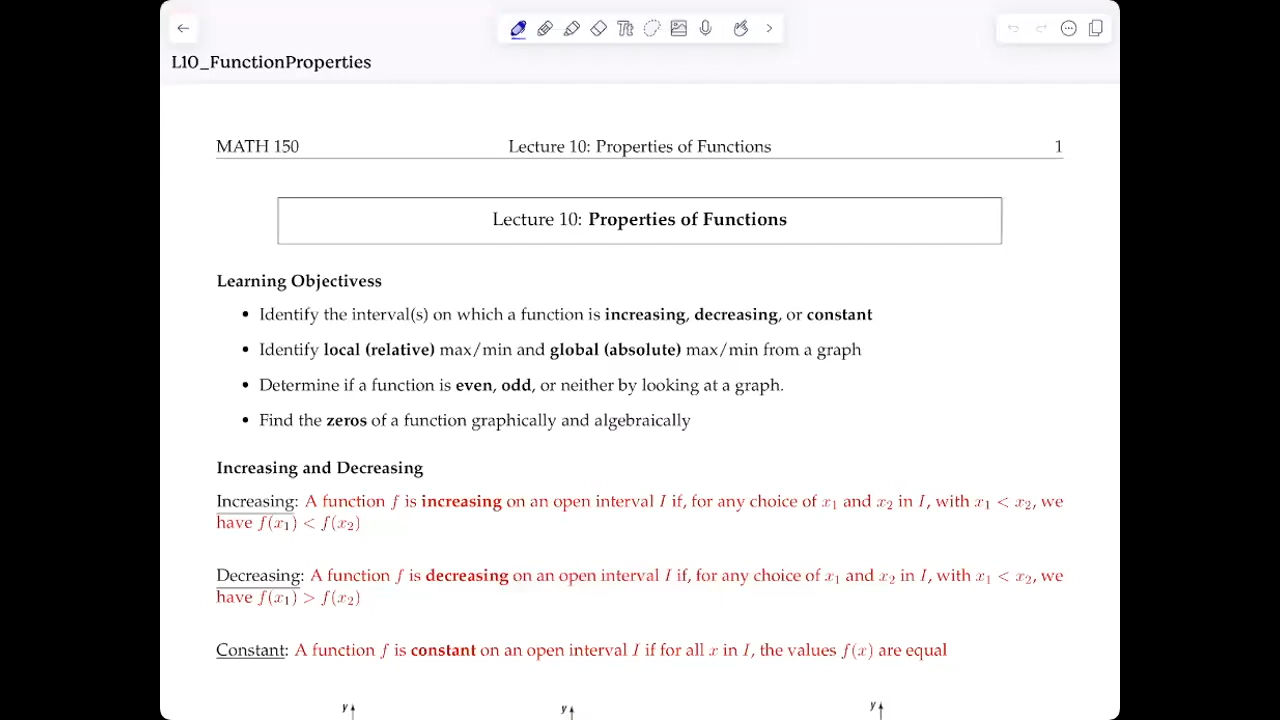 L10_FunctionProperties
MATH 150 Lecture 10: Properties of Functions 1
Lecture 10: Properties of Functions
Learning Objectivess
• Identify the interval(s) on which a function is increasing, decreasing, or constant
• Identify local (relative) max/min and global (absolute) max/min from a graph
• Determine if a function is even, odd, or neither by looking at a graph.
• Find the zeros of a function graphically and algebraically
Increasing and Decreasing
Increasing: A function f is increasing on an open interval I if, for any choice of x₁ and x₂ in I, with x₁ < x₂, we
have f(x₁) < f(x₂)
Decreasing: A function f is decreasing on an open interval I if, for any choice of x₁ and x₂ in I, with x₁ < x₂, we
have f(x₁) > f(x₂)
Constant: A function f is constant on an open interval I if for all x in I, the values f(x) are equal
y y y